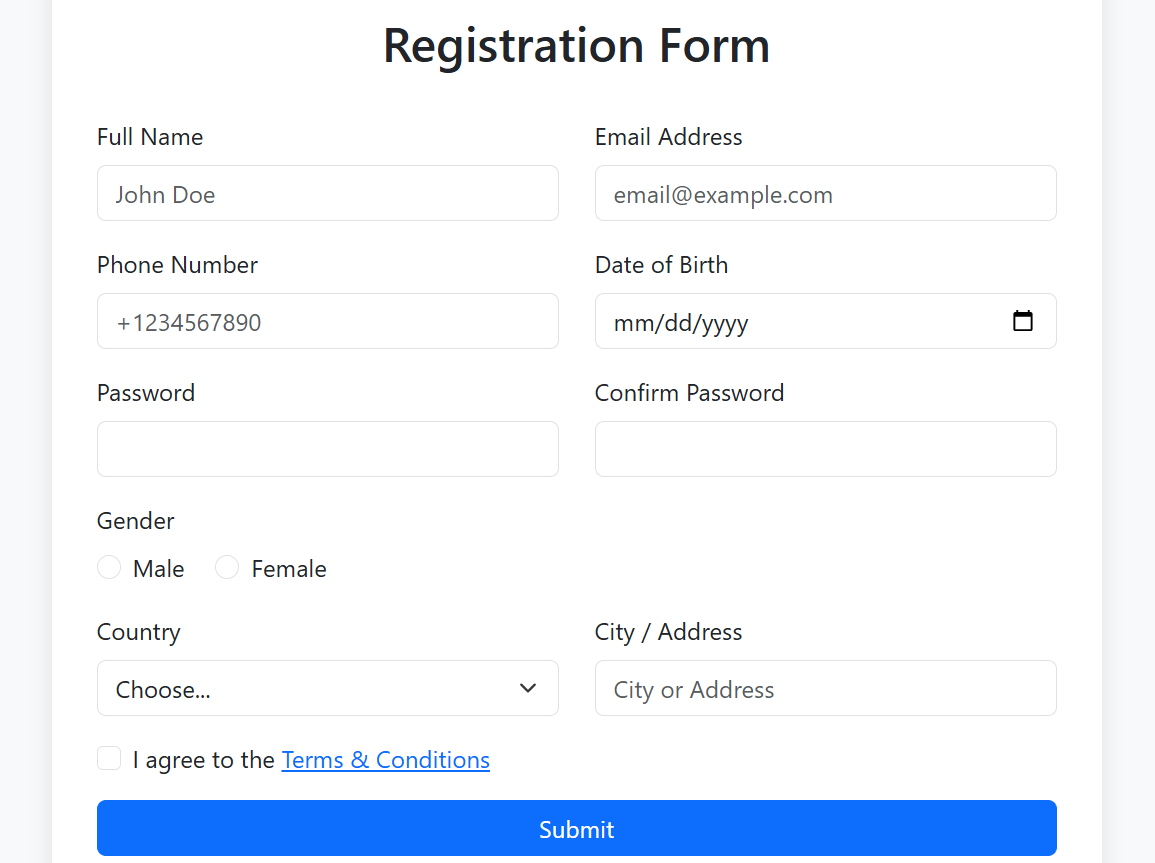 Registration Form
Full Name
Email Address
John Doe
email@example.com
Phone Number
Date of Birth
+1234567890
mm/dd/yyyy
Password
Confirm Password
Gender
Male
Female
Country
City / Address
Choose...
City or Address
I agree to the Terms & Conditions
Submit